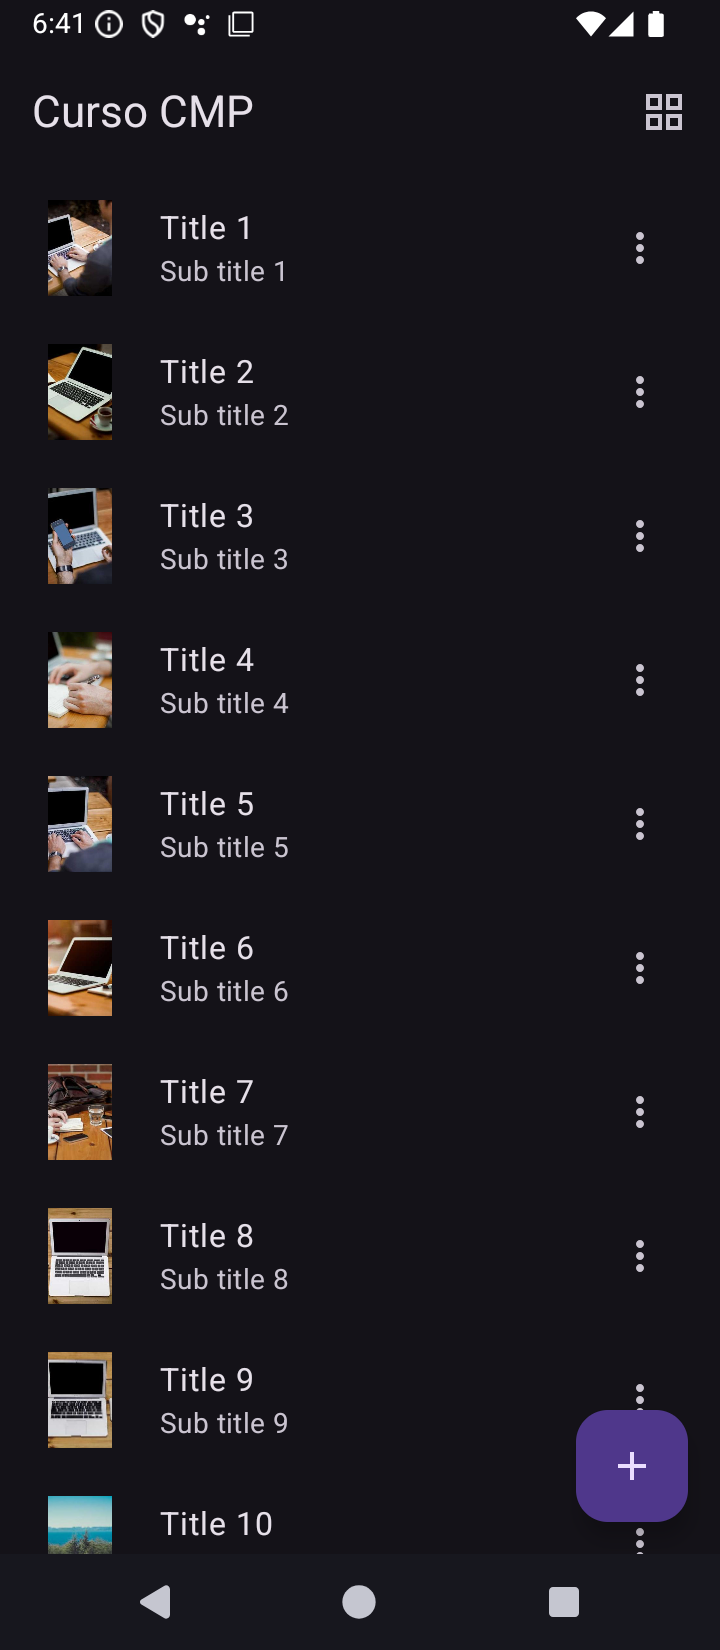 6:41
Curso CMP
Title 1
Sub title 1
Title 2
Sub title 2
Title 3
Sub title 3
Title 4
Sub title 4
Title 5
Sub title 5
Title 6
Sub title 6
Title 7
Sub title 7
Title 8
Sub title 8
Title 9
Sub title 9
Title 10